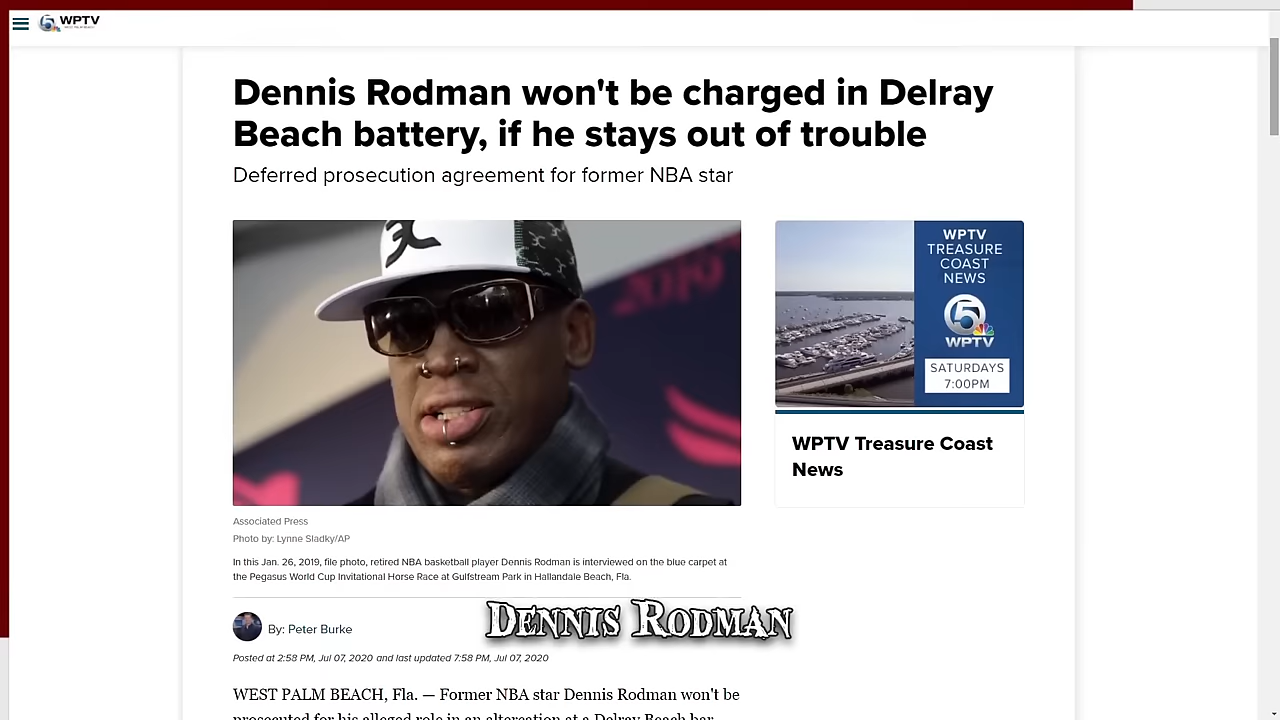 WPTV
Dennis Rodman won't be charged in Delray
Beach battery, if he stays out of trouble
Deferred prosecution agreement for former NBA star
2019
WPTV
TREASURE
COAST
NEWS
5
WPTV
SATURDAYS
7:00PM
WPTV Treasure Coast
News
Associated Press
Photo by: Lynne Sladky/AP
In this Jan. 26, 2019, file photo, retired NBA basketball player Dennis Rodman is interviewed on the blue carpet at
the Pegasus World Cup Invitational Horse Race at Gulfstream Park in Hallandale Beach, Fla.
DENNIS RODMAN
By: Peter Burke
Posted at 2:58 PM, Jul 07, 2020 and last updated 7:58 PM, Jul 07, 2020
WEST PALM BEACH, Fla. — Former NBA star Dennis Rodman won't be
prosecuted for his alleged role in an altercation at a Delray Beach bar